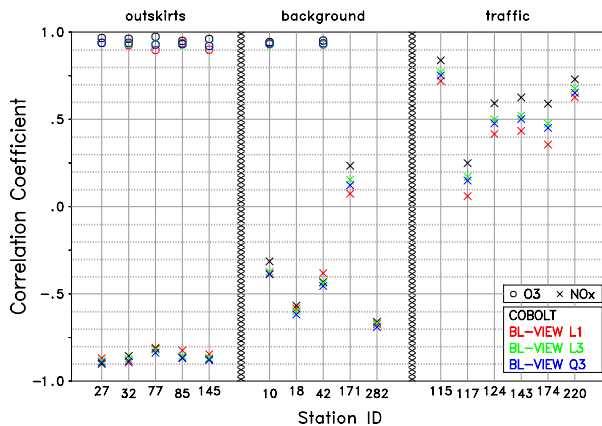 outskirts background traffic
1.0
.5
.0
-.5
-1.0
Correlation Coefficient
O3 NOx
COBOLT
BL-VIEW L1
BL-VIEW L3
BL-VIEW Q3
27 32 77 85 145 10 18 42 171 282 115 117 124 143 174 220
Station ID